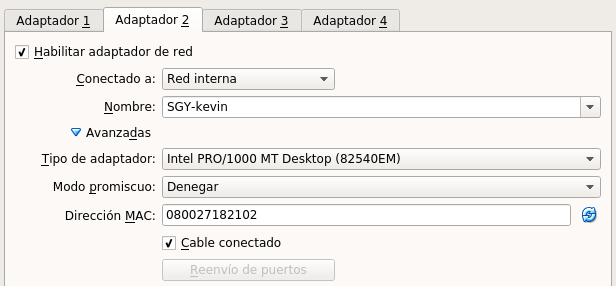 Adaptador 1 Adaptador 2 Adaptador 3 Adaptador 4
Habilitar adaptador de red
Conectado a: Red interna
Nombre: SGY-kevin
Avanzadas
Tipo de adaptador: Intel PRO/1000 MT Desktop (82540EM)
Modo promiscuo: Denegar
Dirección MAC: 080027182102
Cable conectado
Reenvío de puertos